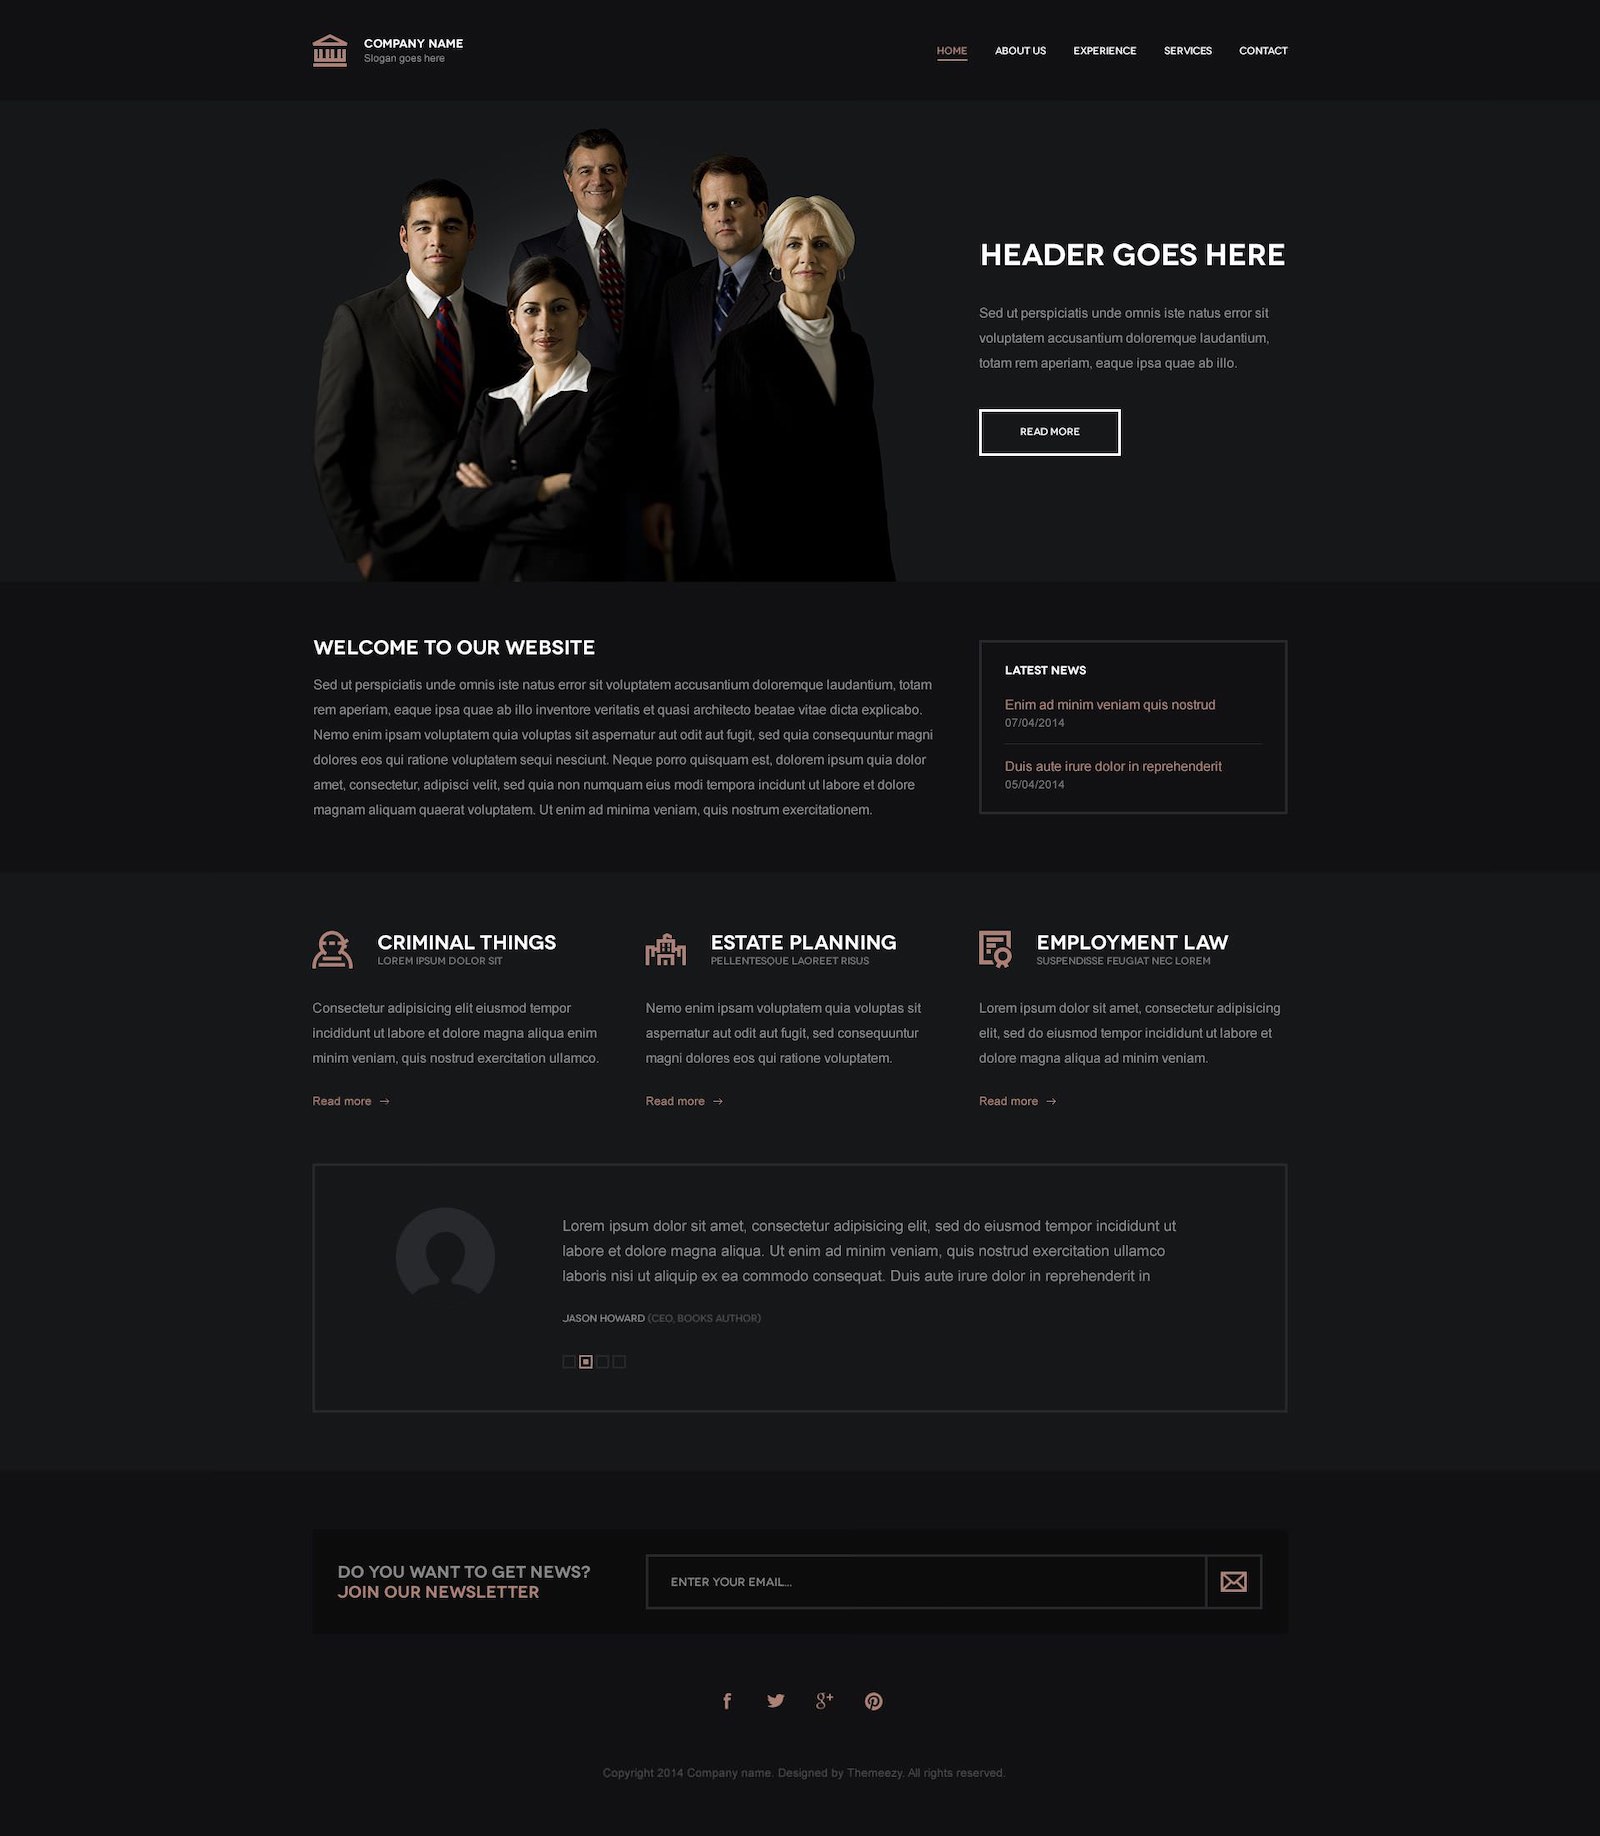 COMPANY NAME
Slogan goes here
HOME ABOUT US EXPERIENCE SERVICES CONTACT
HEADER GOES HERE
Sed ut perspiciatis unde omnis iste natus error sit
voluptatem accusantium doloremque laudantium,
totam rem aperiam, eaque ipsa quae ab illo.
READ MORE
WELCOME TO OUR WEBSITE
Sed ut perspiciatis unde omnis iste natus error sit voluptatem accusantium doloremque laudantium, totam
rem aperiam, eaque ipsa quae ab illo inventore veritatis et quasi architecto beatae vitae dicta explicabo.
Nemo enim ipsam voluptatem quia voluptas sit aspernatur aut odit aut fugit, sed quia consequuntur magni
dolores eos qui ratione voluptatem sequi nesciunt. Neque porro quisquam est, dolorem ipsum quia dolor
amet, consectetur, adipisci velit, sed quia non numquam eius modi tempora incidunt ut labore et dolore
magnam aliquam quaerat voluptatem. Ut enim ad minima veniam, quis nostrum exercitationem.
LATEST NEWS
Enim ad minim veniam quis nostrud
07/04/2014
Duis aute irure dolor in reprehenderit
05/04/2014
CRIMINAL THINGS
LOREM IPSUM DOLOR SIT
Consectetur adipisicing elit eiusmod tempor
incididunt ut labore et dolore magna aliqua enim
minim veniam, quis nostrud exercitation ullamco.
Read more →
ESTATE PLANNING
PELLENTESQUE LAOREET RISUS
Nemo enim ipsam voluptatem quia voluptas sit
aspernatur aut odit aut fugit, sed consequuntur
magni dolores eos qui ratione voluptatem.
Read more →
EMPLOYMENT LAW
SUSPENDISSE FEUGIAT NEC LOREM
Lorem ipsum dolor sit amet, consectetur adipisicing
elit, sed do eiusmod tempor incididunt ut labore et
dolore magna aliqua ad minim veniam.
Read more →
Lorem ipsum dolor sit amet, consectetur adipisicing elit, sed do eiusmod tempor incididunt ut
labore et dolore magna aliqua. Ut enim ad minim veniam, quis nostrud exercitation ullamco
laboris nisi ut aliquip ex ea commodo consequat. Duis aute irure dolor in reprehenderit in
JASON HOWARD (CEO, BOOKS AUTHOR)
DO YOU WANT TO GET NEWS?
JOIN OUR NEWSLETTER
ENTER YOUR EMAIL...
Copyright 2014 Company name. Designed by Themeezy. All rights reserved.